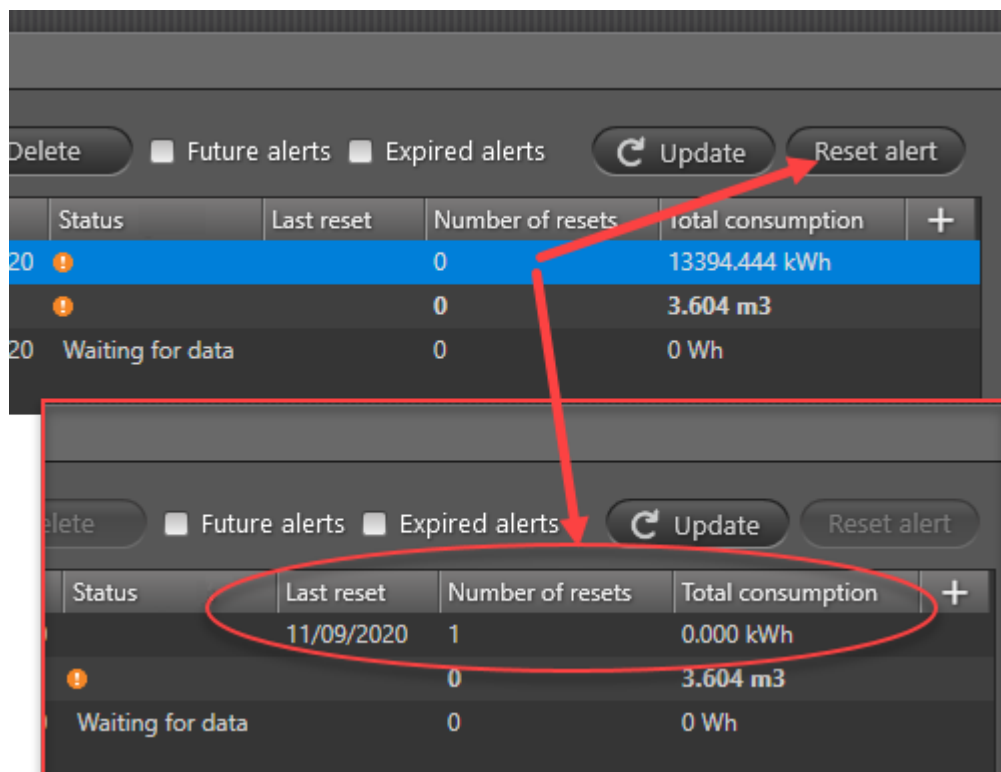 Delete Future alerts Expired alerts Update Reset alert
Status Last reset Number of resets Total consumption +
20 0 13394.444 kWh
0 3.604 m3
20 Waiting for data 0 0 Wh
elete Future alerts Expired alerts Update Reset alert
Status Last reset Number of resets Total consumption +
11/09/2020 1 0.000 kWh
0 3.604 m3
Waiting for data 0 0 Wh